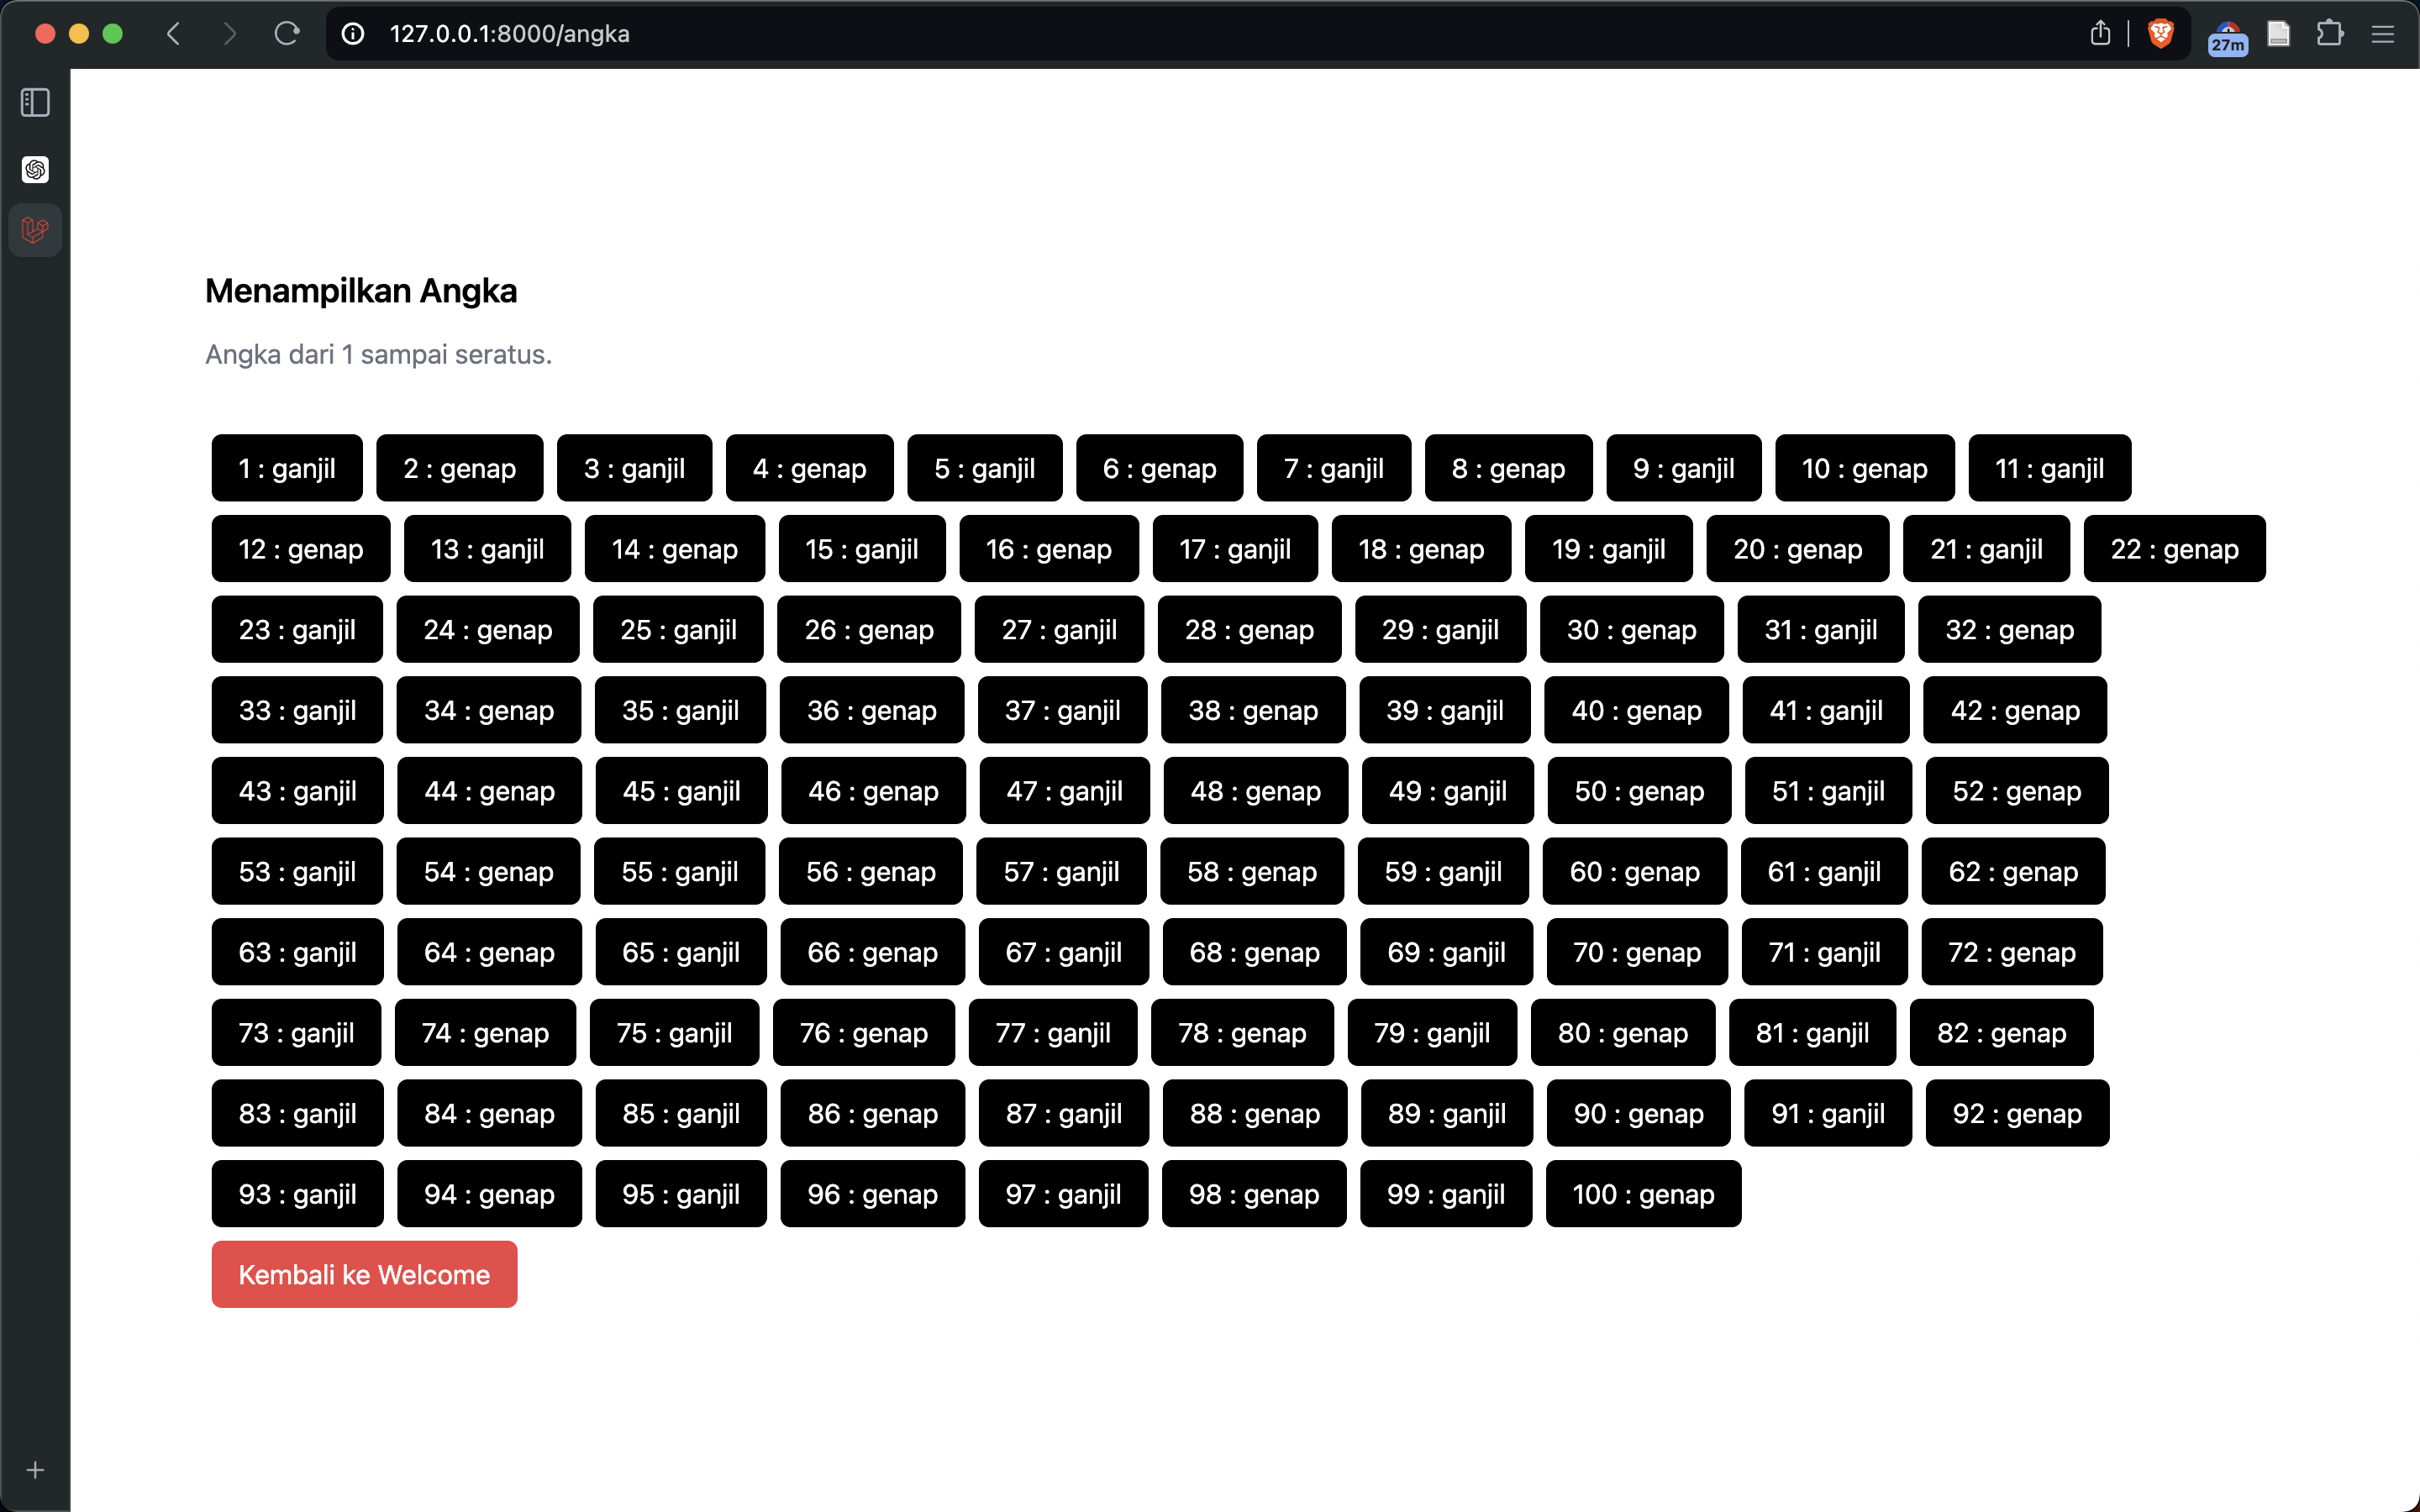 127.0.0.1:8000/angka
27m
Menampilkan Angka
Angka dari 1 sampai seratus.
1 : ganjil 2 : genap 3 : ganjil 4 : genap 5 : ganjil 6 : genap 7 : ganjil 8 : genap 9 : ganjil 10 : genap 11 : ganjil
12 : genap 13 : ganjil 14 : genap 15 : ganjil 16 : genap 17 : ganjil 18 : genap 19 : ganjil 20 : genap 21 : ganjil 22 : genap
23 : ganjil 24 : genap 25 : ganjil 26 : genap 27 : ganjil 28 : genap 29 : ganjil 30 : genap 31 : ganjil 32 : genap
33 : ganjil 34 : genap 35 : ganjil 36 : genap 37 : ganjil 38 : genap 39 : ganjil 40 : genap 41 : ganjil 42 : genap
43 : ganjil 44 : genap 45 : ganjil 46 : genap 47 : ganjil 48 : genap 49 : ganjil 50 : genap 51 : ganjil 52 : genap
53 : ganjil 54 : genap 55 : ganjil 56 : genap 57 : ganjil 58 : genap 59 : ganjil 60 : genap 61 : ganjil 62 : genap
63 : ganjil 64 : genap 65 : ganjil 66 : genap 67 : ganjil 68 : genap 69 : ganjil 70 : genap 71 : ganjil 72 : genap
73 : ganjil 74 : genap 75 : ganjil 76 : genap 77 : ganjil 78 : genap 79 : ganjil 80 : genap 81 : ganjil 82 : genap
83 : ganjil 84 : genap 85 : ganjil 86 : genap 87 : ganjil 88 : genap 89 : ganjil 90 : genap 91 : ganjil 92 : genap
93 : ganjil 94 : genap 95 : ganjil 96 : genap 97 : ganjil 98 : genap 99 : ganjil 100 : genap
Kembali ke Welcome